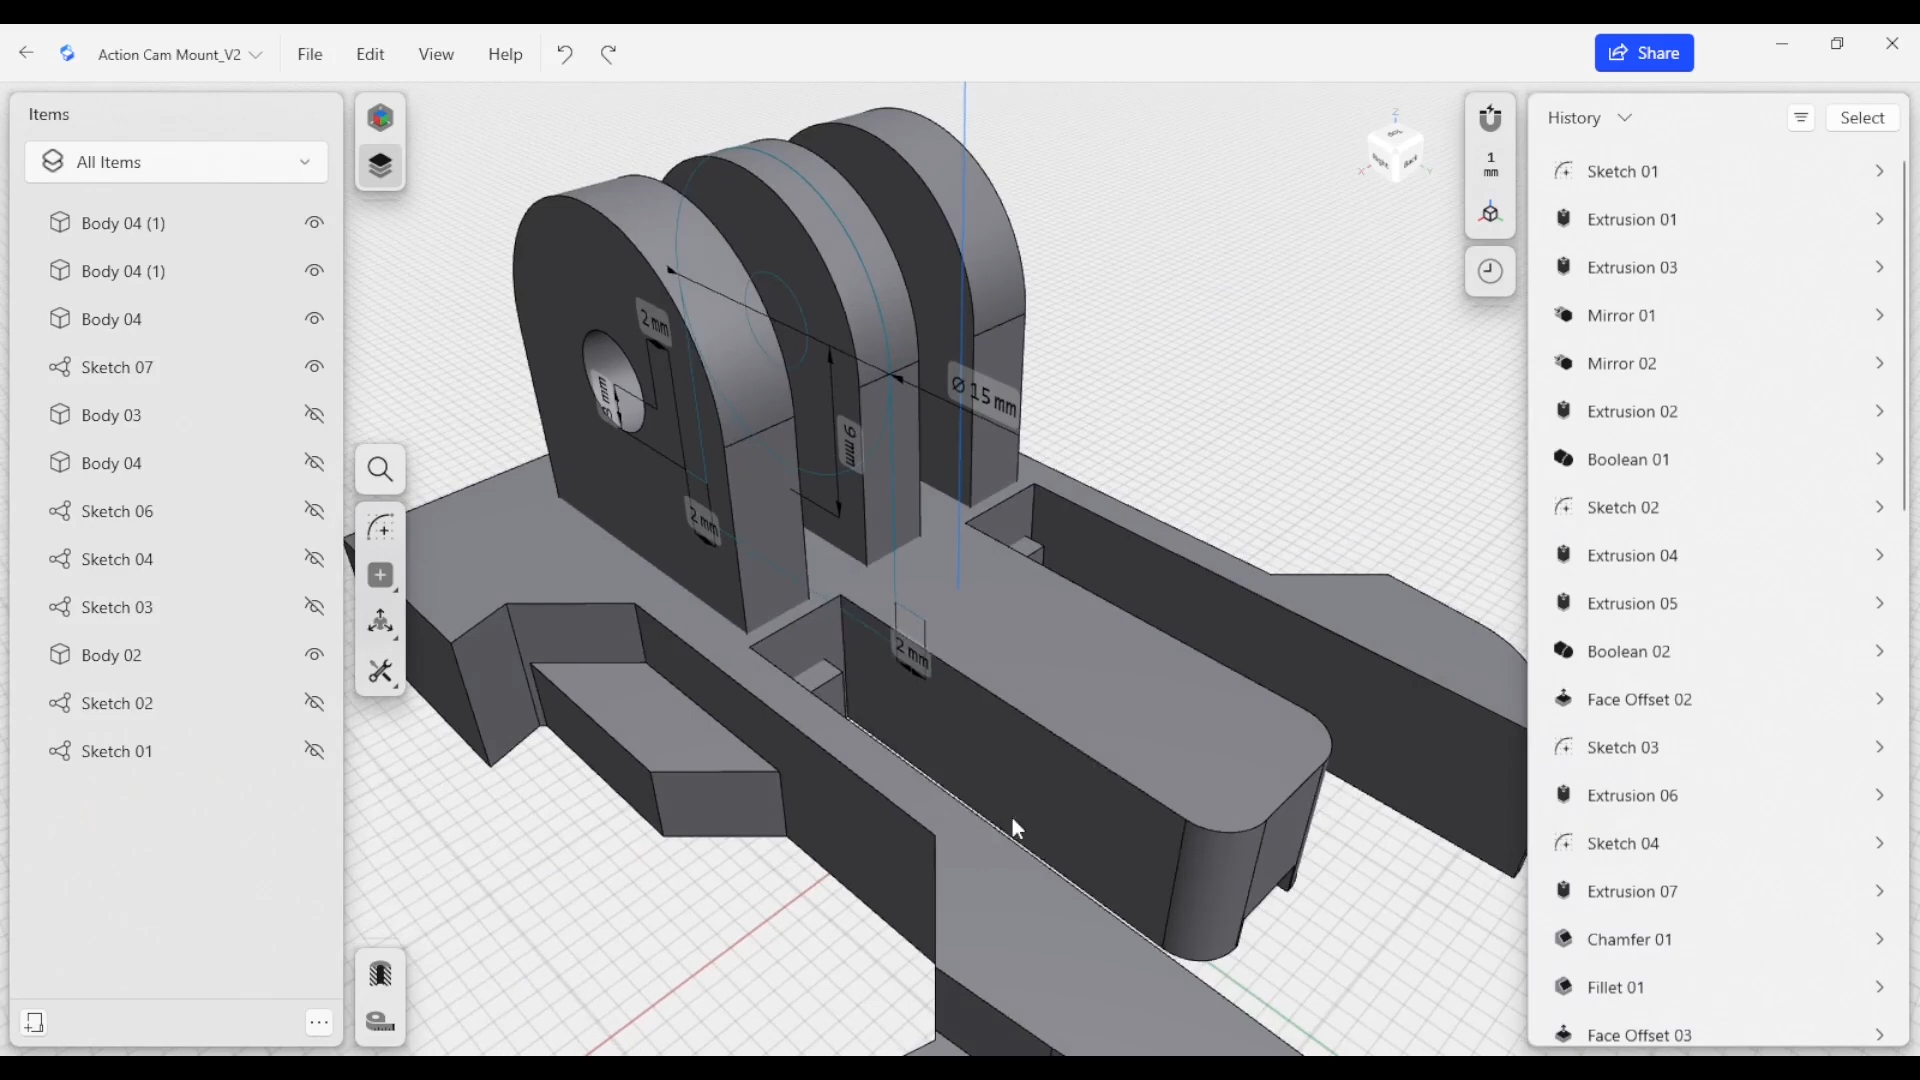 Action Cam Mount_V2
File
Edit
View
Help
Share
Items
All Items
Body 04 (1)
Body 04 (1)
Body 04
Sketch 07
Body 03
Body 04
Sketch 06
Sketch 04
Sketch 03
Body 02
Sketch 02
Sketch 01
2 mm
2 mm
Ø 15 mm
2 mm
Z
X
Y
Right
Back
1
mm
History
Select
Sketch 01
Extrusion 01
Extrusion 03
Mirror 01
Mirror 02
Extrusion 02
Boolean 01
Sketch 02
Extrusion 04
Extrusion 05
Boolean 02
Face Offset 02
Sketch 03
Extrusion 06
Sketch 04
Extrusion 07
Chamfer 01
Fillet 01
Face Offset 03